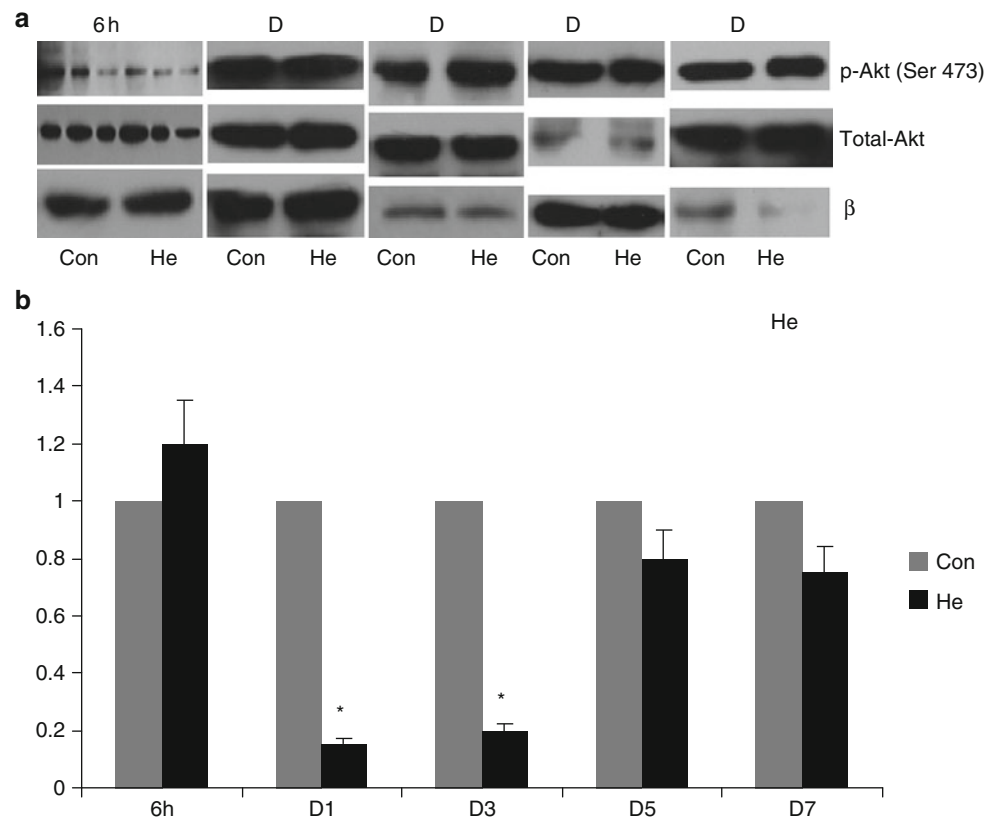 a
6h D D D D
p-Akt (Ser 473)
Total-Akt
β
Con He Con He Con He Con He Con He
b
He
1.6
1.4
1.2
1
0.8
0.6
0.4
0.2
0
* *
Con
He
6h D1 D3 D5 D7